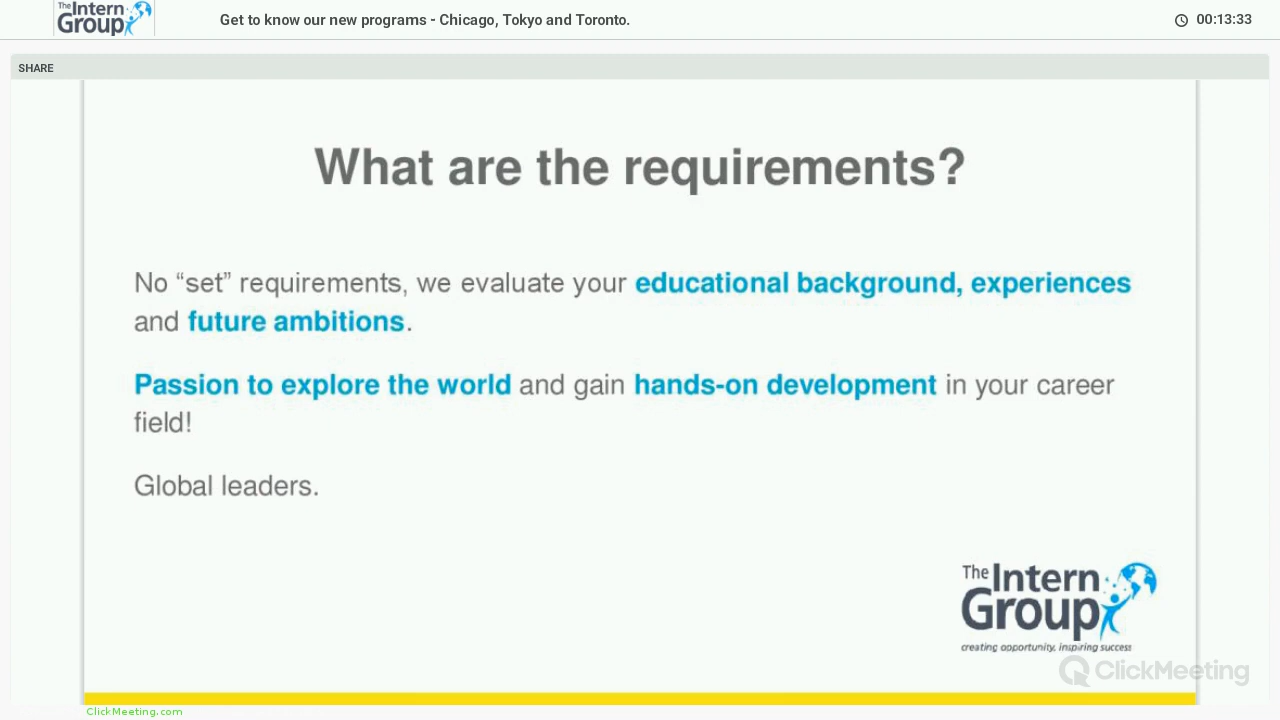 The Intern Group
Get to know our new programs - Chicago, Tokyo and Toronto.
00:13:33
SHARE
What are the requirements?
No “set” requirements, we evaluate your educational background, experiences
and future ambitions.
Passion to explore the world and gain hands-on development in your career
field!
Global leaders.
The Intern
Group
creating opportunity, inspiring success
ClickMeeting
ClickMeeting.com